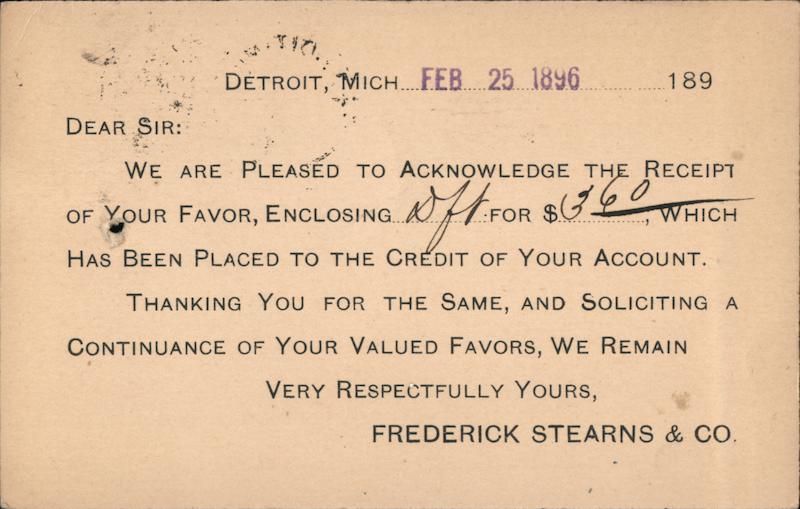 DETROIT, MICH. FEB 25 1896 189
DEAR SIR:
WE ARE PLEASED TO ACKNOWLEDGE THE RECEIPT
OF YOUR FAVOR, ENCLOSING Dft FOR $3 60, WHICH
HAS BEEN PLACED TO THE CREDIT OF YOUR ACCOUNT.
THANKING YOU FOR THE SAME, AND SOLICITING A
CONTINUANCE OF YOUR VALUED FAVORS, WE REMAIN
VERY RESPECTFULLY YOURS,
FREDERICK STEARNS & CO.